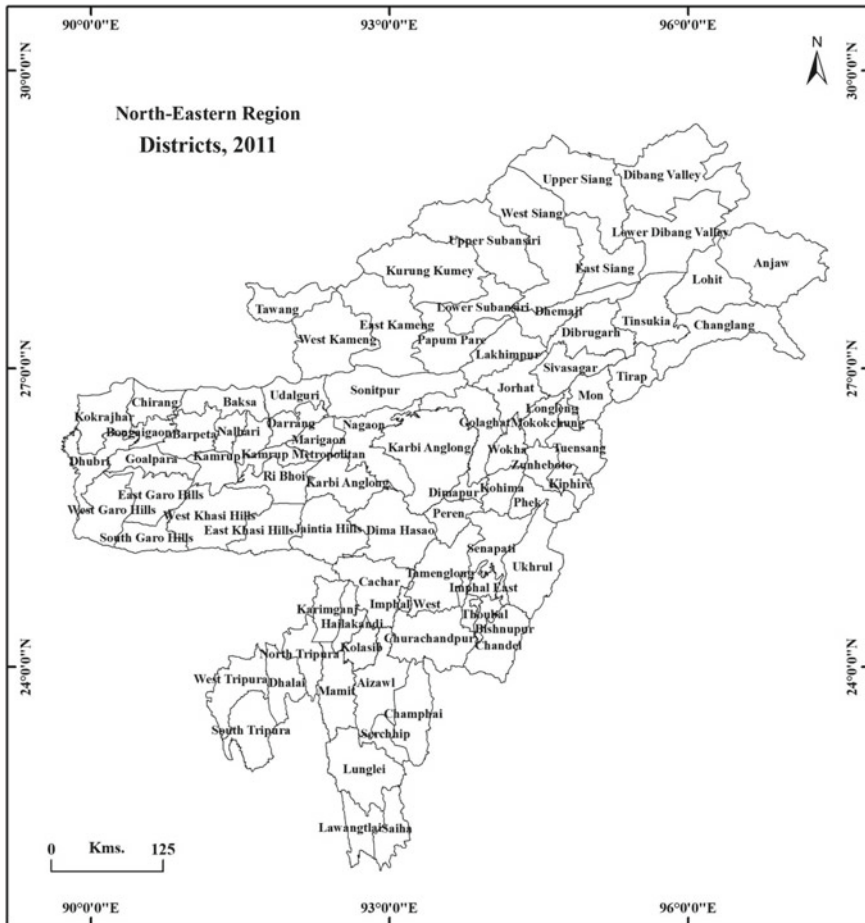 90°0'0"E 93°0'0"E 96°0'0"E
30°0'0"N 30°0'0"N
N
North-Eastern Region
Districts, 2011
Upper Siang
Dibang Valley
West Siang
Lower Dibang Valley
Upper Subansiri
Anjaw
East Siang
Kurung Kumey
Lohit
Tawang
Lower Subansiri
Dhemaji
East Kameng
Tinsukia
Changlang
West Kameng
Papum Pare
Dibrugarh
Lakhimpur
27°0'0"N 27°0'0"N
Sivasagar
Tirap
Sonitpur
Jorhat
Mon
Udalguri
Chirang
Baksa
Longleng
Kokrajhar
Darrang
Nagaon
Golaghat
Mokokchung
Bongaigaon
Barpeta
Nalbari
Marigaon
Karbi Anglong
Wokha
Tuensang
Dhubri
Goalpara
Kamrup
Kamrup Metropolitan
Zunheboto
Ri Bhoi
Karbi Anglong
Kiphire
East Garo Hills
Dimapur
Kohima
Phek
West Garo Hills
West Khasi Hills
Peren
South Garo Hills
East Khasi Hills
Jaintia Hills
Dima Hasao
Senapati
Ukhrul
Tamenglong
Cachar
Imphal East
Imphal West
Karimganj
Thoubal
Hailakandi
Bishnupur
Churachandpur
Kolasib
Chandel
North Tripura
24°0'0"N 24°0'0"N
West Tripura
Dhalai
Mamit
Aizawl
Champhai
South Tripura
Serchhip
Lunglei
Lawangtlai
Saiha
0 Kms. 125
90°0'0"E 93°0'0"E 96°0'0"E